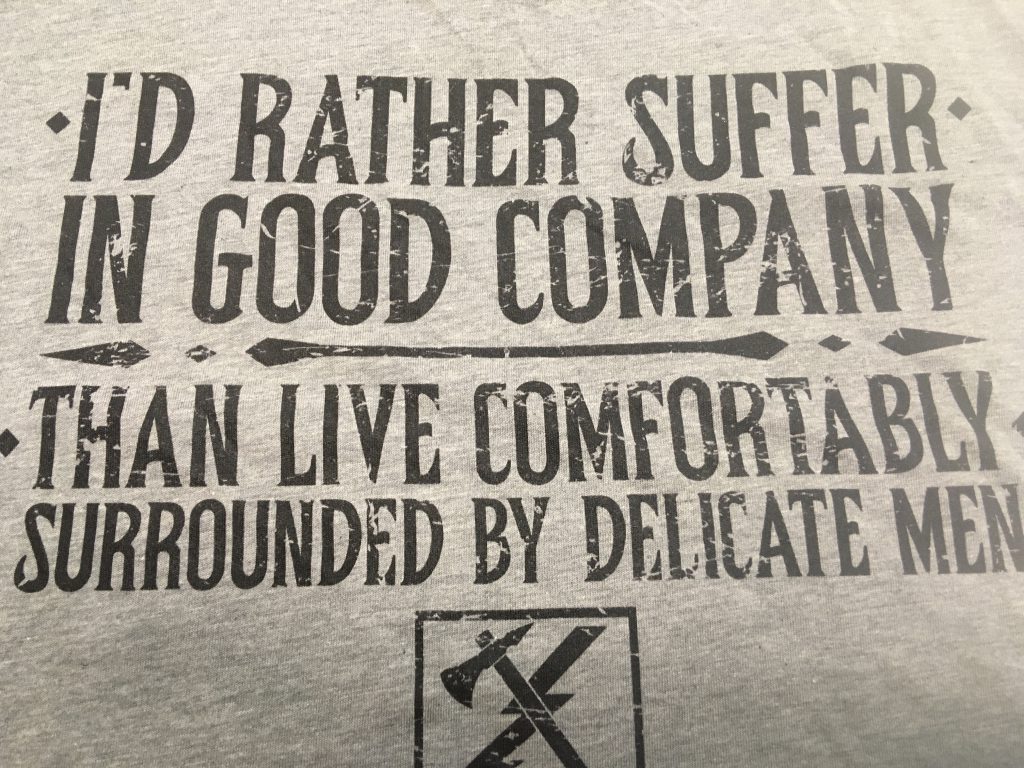 I'D RATHER SUFFER
IN GOOD COMPANY
THAN LIVE COMFORTABLY
SURROUNDED BY DELICATE MEN